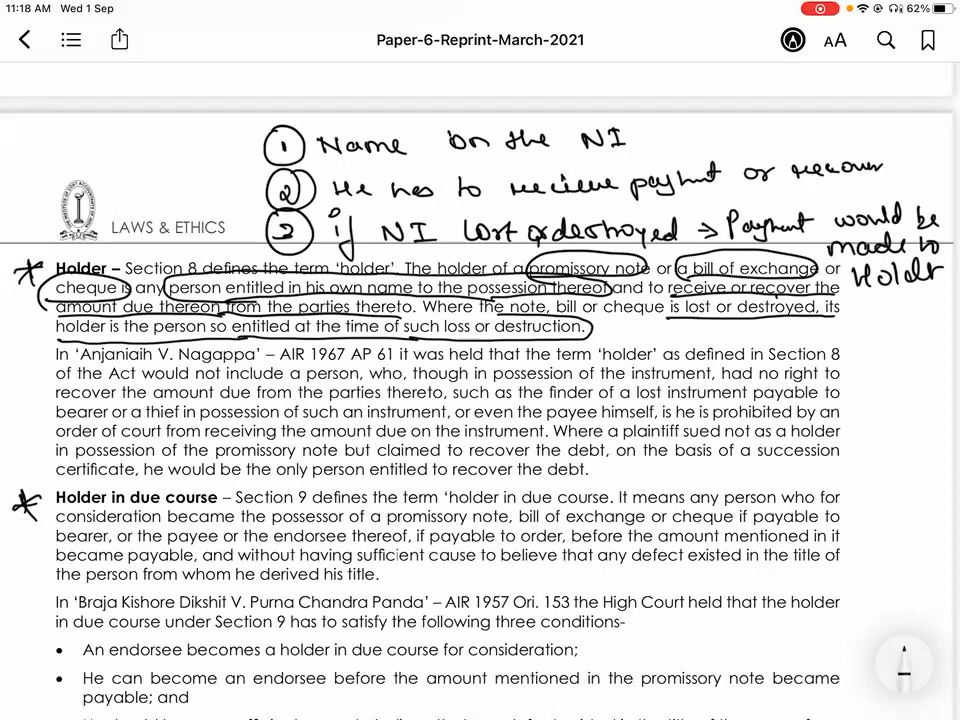 11:18 AM Wed 1 Sep
62%
Paper-6-Reprint-March-2021
AA
1 Name on the NI
2 He has to recieve payment or recover
3 if NI lost or destroyed → Payment would be
made to
Holder
LAWS & ETHICS
Holder – Section 8 defines the term ‘holder’. The holder of a promissory note or a bill of exchange or
cheque is any person entitled in his own name to the possession thereof and to receive or recover the
amount due thereon from the parties thereto. Where the note, bill or cheque is lost or destroyed, its
holder is the person so entitled at the time of such loss or destruction.
In ‘Anjaniaih V. Nagappa’ – AIR 1967 AP 61 it was held that the term ‘holder’ as defined in Section 8
of the Act would not include a person, who, though in possession of the instrument, had no right to
recover the amount due from the parties thereto, such as the finder of a lost instrument payable to
bearer or a thief in possession of such an instrument, or even the payee himself, is he is prohibited by an
order of court from receiving the amount due on the instrument. Where a plaintiff sued not as a holder
in possession of the promissory note but claimed to recover the debt, on the basis of a succession
certificate, he would be the only person entitled to recover the debt.
Holder in due course – Section 9 defines the term ‘holder in due course. It means any person who for
consideration became the possessor of a promissory note, bill of exchange or cheque if payable to
bearer, or the payee or the endorsee thereof, if payable to order, before the amount mentioned in it
became payable, and without having sufficient cause to believe that any defect existed in the title of
the person from whom he derived his title.
In ‘Braja Kishore Dikshit V. Purna Chandra Panda’ – AIR 1957 Ori. 153 the High Court held that the holder
in due course under Section 9 has to satisfy the following three conditions-
• An endorsee becomes a holder in due course for consideration;
• He can become an endorsee before the amount mentioned in the promissory note became
payable; and